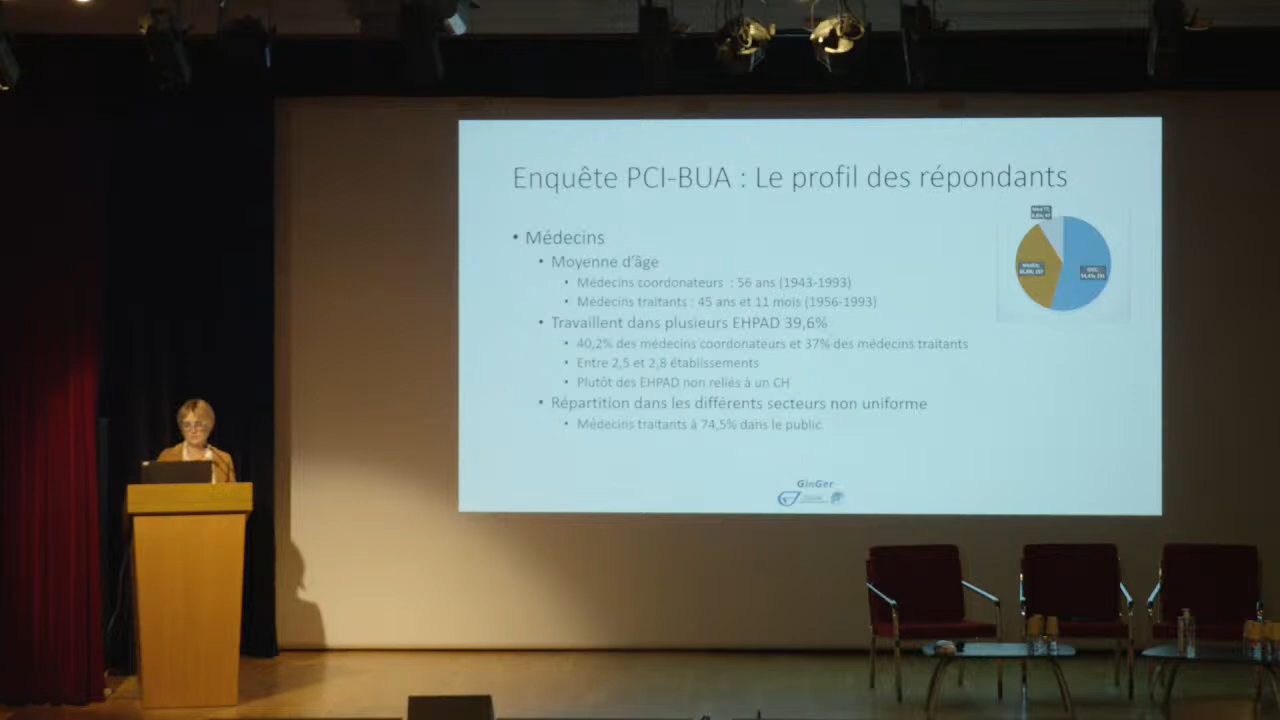 Enquête PCI-BUA : Le profil des répondants
• Médecins
• Moyenne d'âge
• Médecins coordonateurs : 56 ans (1943-1993)
• Médecins traitants : 45 ans et 11 mois (1956-1993)
• Travaillent dans plusieurs EHPAD 39,6%
• 40,2% des médecins coordonateurs et 37% des médecins traitants
• Entre 2,5 et 2,8 établissements
• Plutôt des EHPAD non reliés à un CH
• Répartition dans les différents secteurs non uniforme
• Médecins traitants à 74,5% dans le public
GinGer